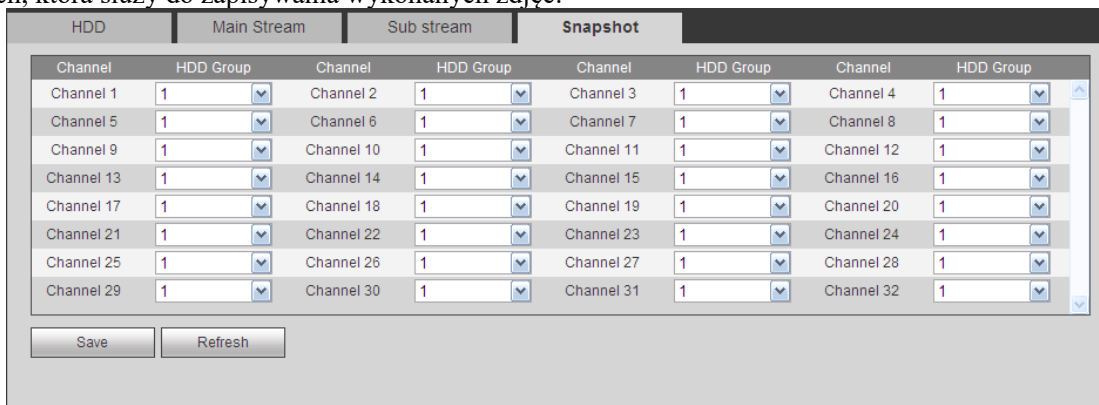 która służy do zapisywania wykonanych zdjęć.
HDD Main Stream Sub stream Snapshot
Channel HDD Group Channel HDD Group Channel HDD Group Channel HDD Group
Channel 1 1 Channel 2 1 Channel 3 1 Channel 4 1
Channel 5 1 Channel 6 1 Channel 7 1 Channel 8 1
Channel 9 1 Channel 10 1 Channel 11 1 Channel 12 1
Channel 13 1 Channel 14 1 Channel 15 1 Channel 16 1
Channel 17 1 Channel 18 1 Channel 19 1 Channel 20 1
Channel 21 1 Channel 22 1 Channel 23 1 Channel 24 1
Channel 25 1 Channel 26 1 Channel 27 1 Channel 28 1
Channel 29 1 Channel 30 1 Channel 31 1 Channel 32 1
Save Refresh